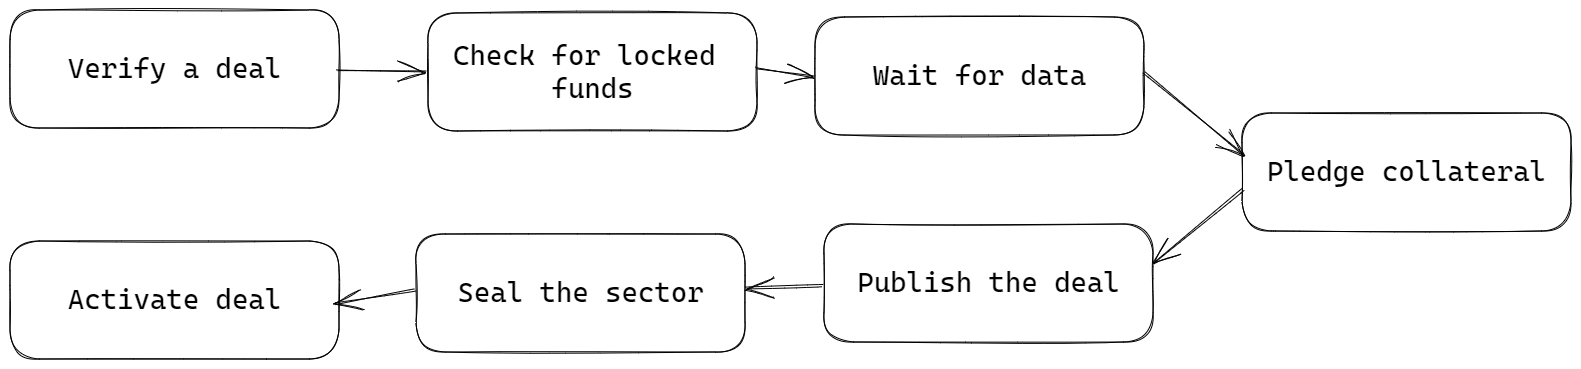 Verify a deal
Check for locked
funds
Wait for data
Pledge collateral
Publish the deal
Seal the sector
Activate deal